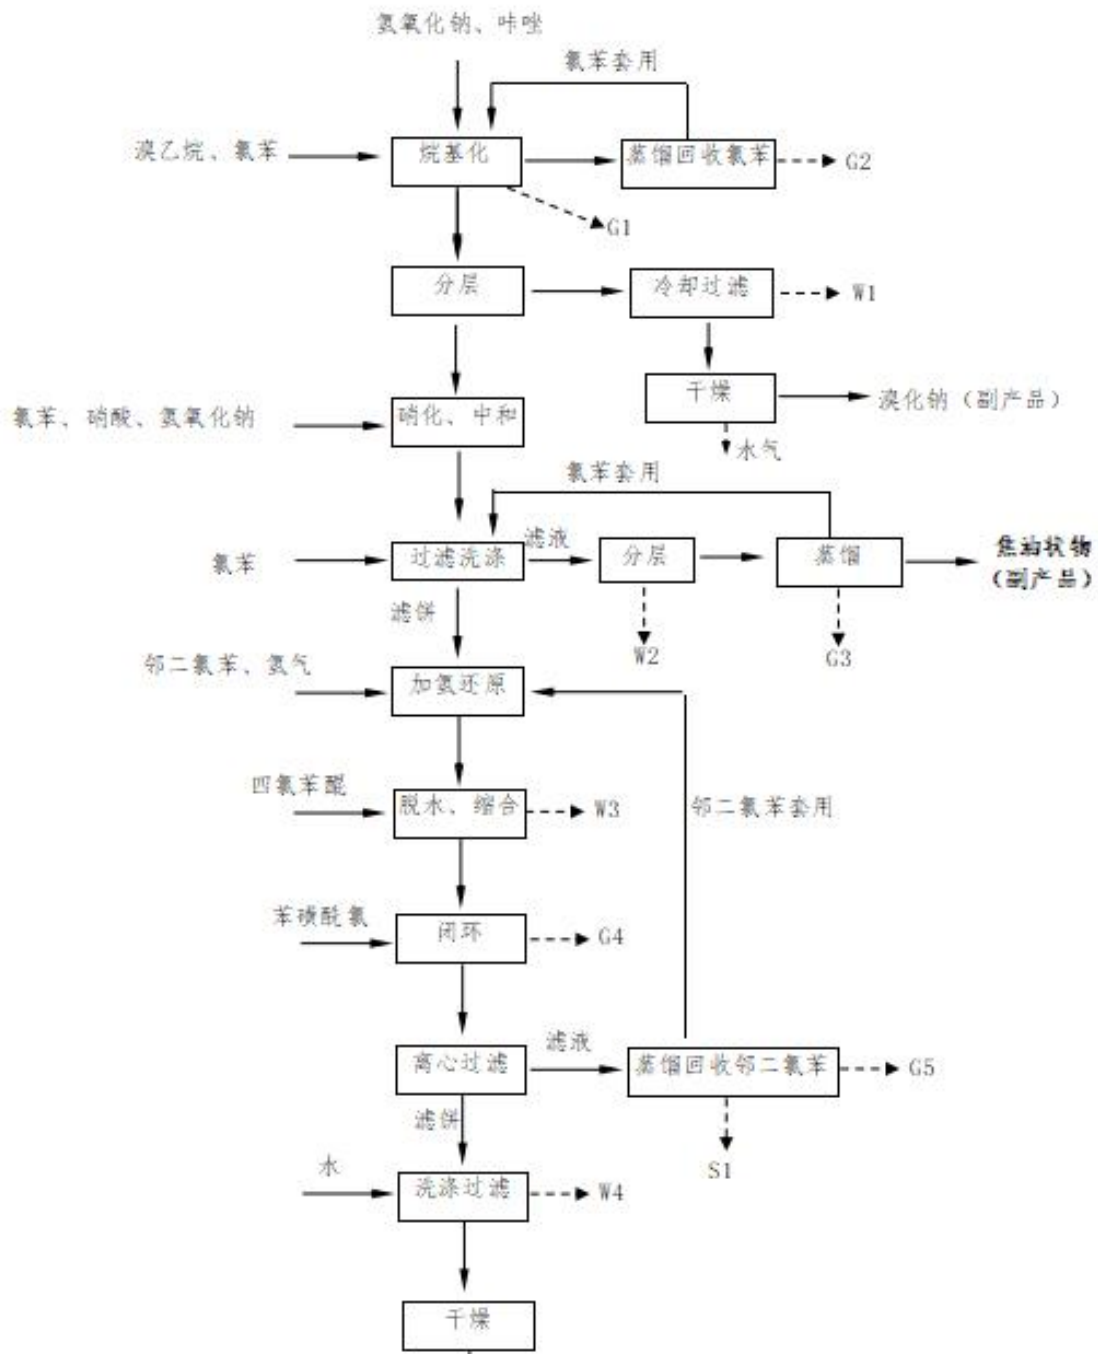 氢氧化钠、咔唑
氯苯套用
溴乙烷、氯苯
烷基化
蒸馏回收氯苯
G2
G1
分层
冷却过滤
W1
干燥
溴化钠（副产品）
氯苯、硝酸、氢氧化钠
硝化、中和
水气
氯苯套用
氯苯
过滤洗涤
滤液
分层
蒸馏
焦油状物
（副产品）
滤饼
W2
G3
邻二氯苯、氢气
加氢还原
四氯苯醌
脱水、缩合
W3
邻二氯苯套用
苯磺酰氯
闭环
G4
离心过滤
滤液
蒸馏回收邻二氯苯
G5
滤饼
S1
水
洗涤过滤
W4
干燥